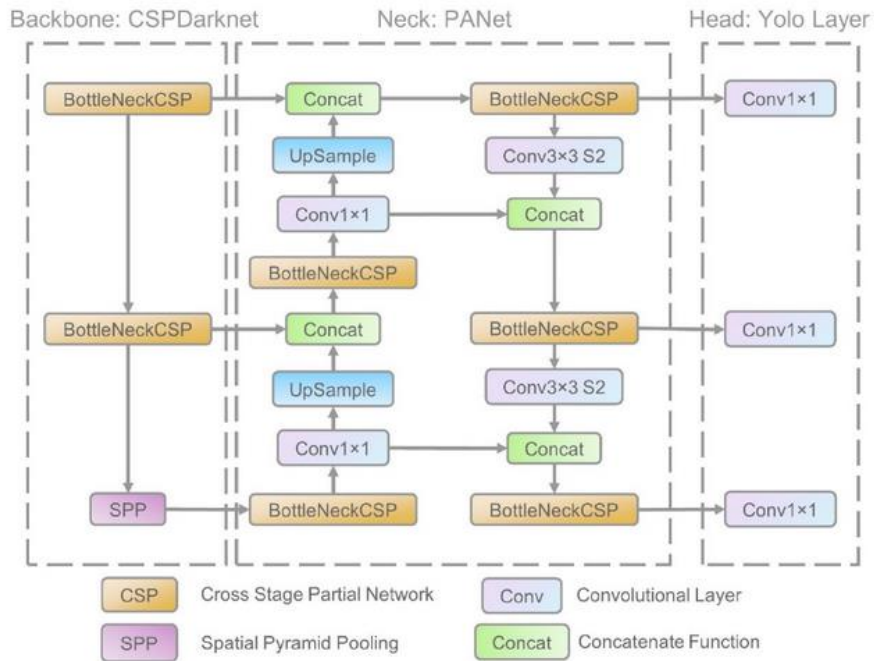 Backbone: CSPDarknet Neck: PANet Head: Yolo Layer
BottleNeckCSP Concat BottleNeckCSP Conv1×1
UpSample Conv3×3 S2
Conv1×1 Concat
BottleNeckCSP
BottleNeckCSP Concat BottleNeckCSP Conv1×1
UpSample Conv3×3 S2
Conv1×1 Concat
SPP BottleNeckCSP BottleNeckCSP Conv1×1
CSP Cross Stage Partial Network Conv Convolutional Layer
SPP Spatial Pyramid Pooling Concat Concatenate Function